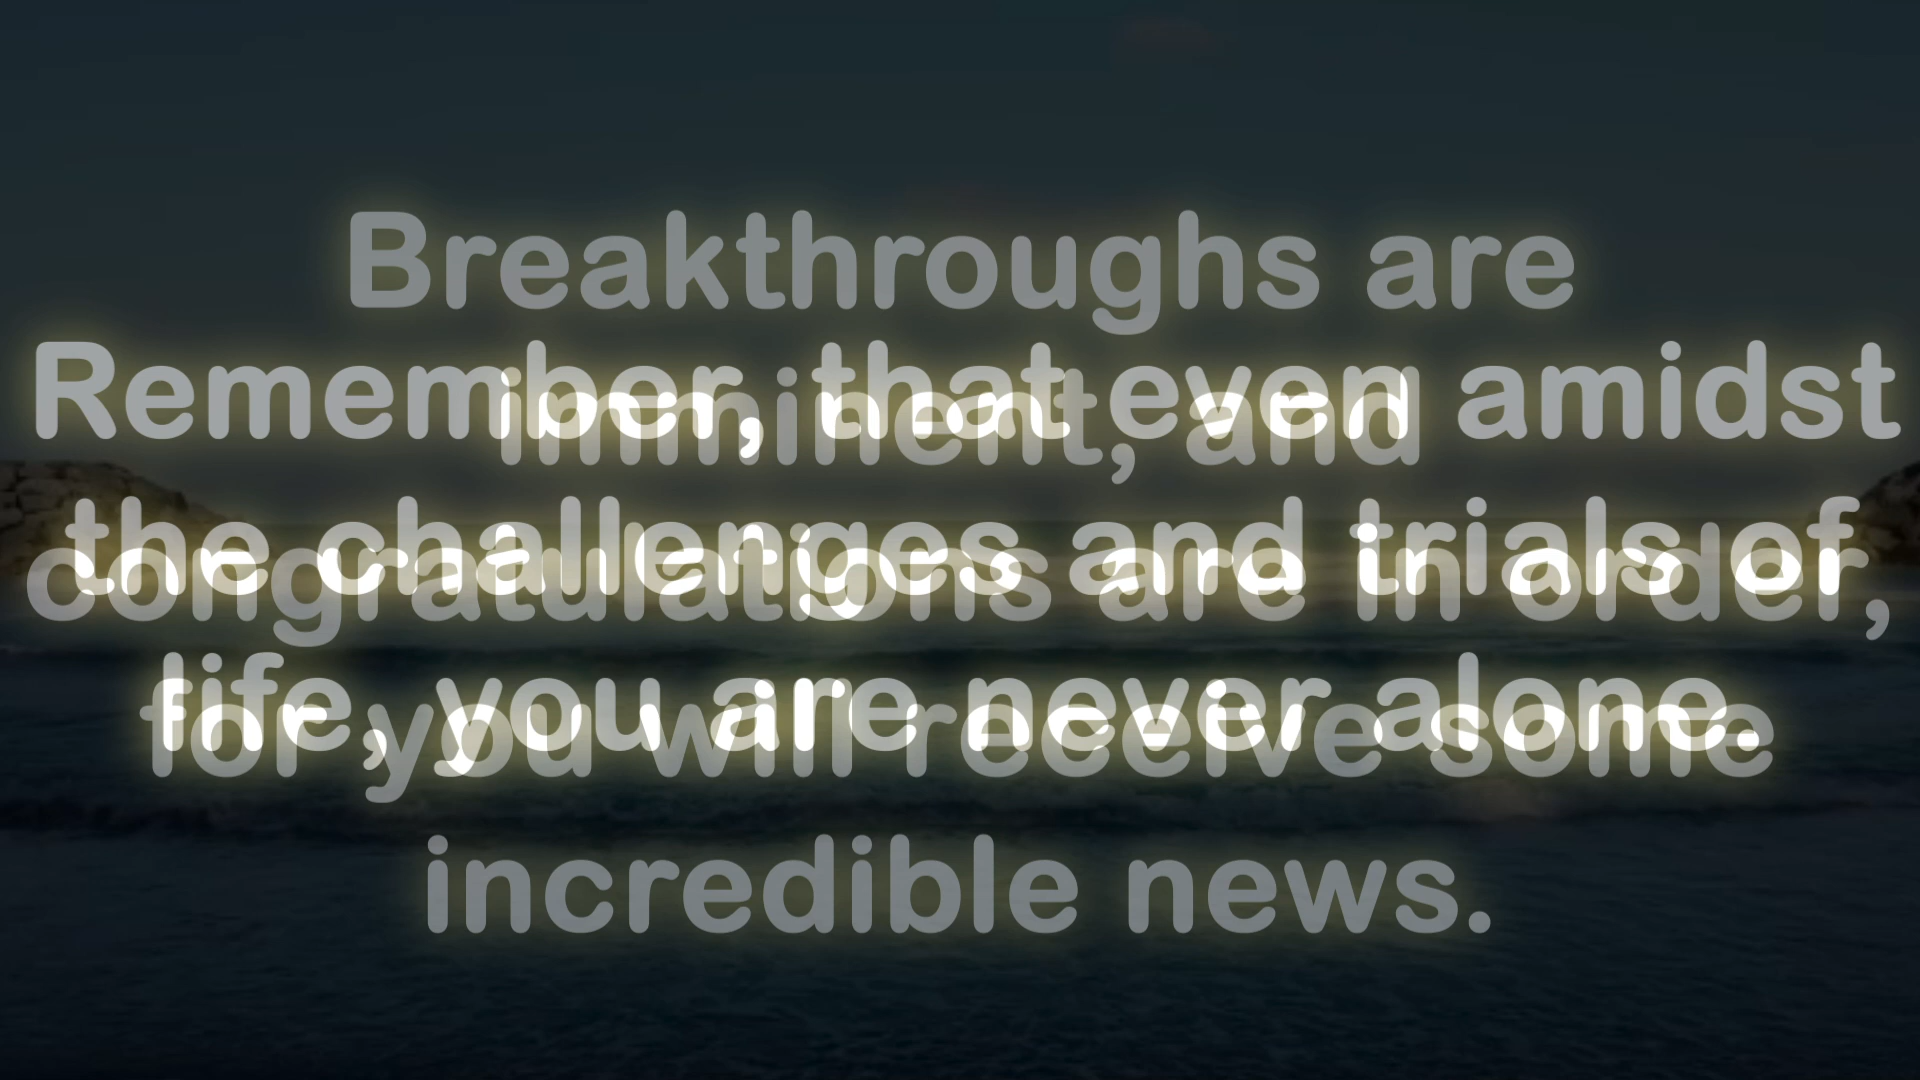 Breakthroughs are
imminent, and
congratulations are in order,
for you will receive some
incredible news.
Remember, that even amidst
the challenges and trials of
life, you are never alone.